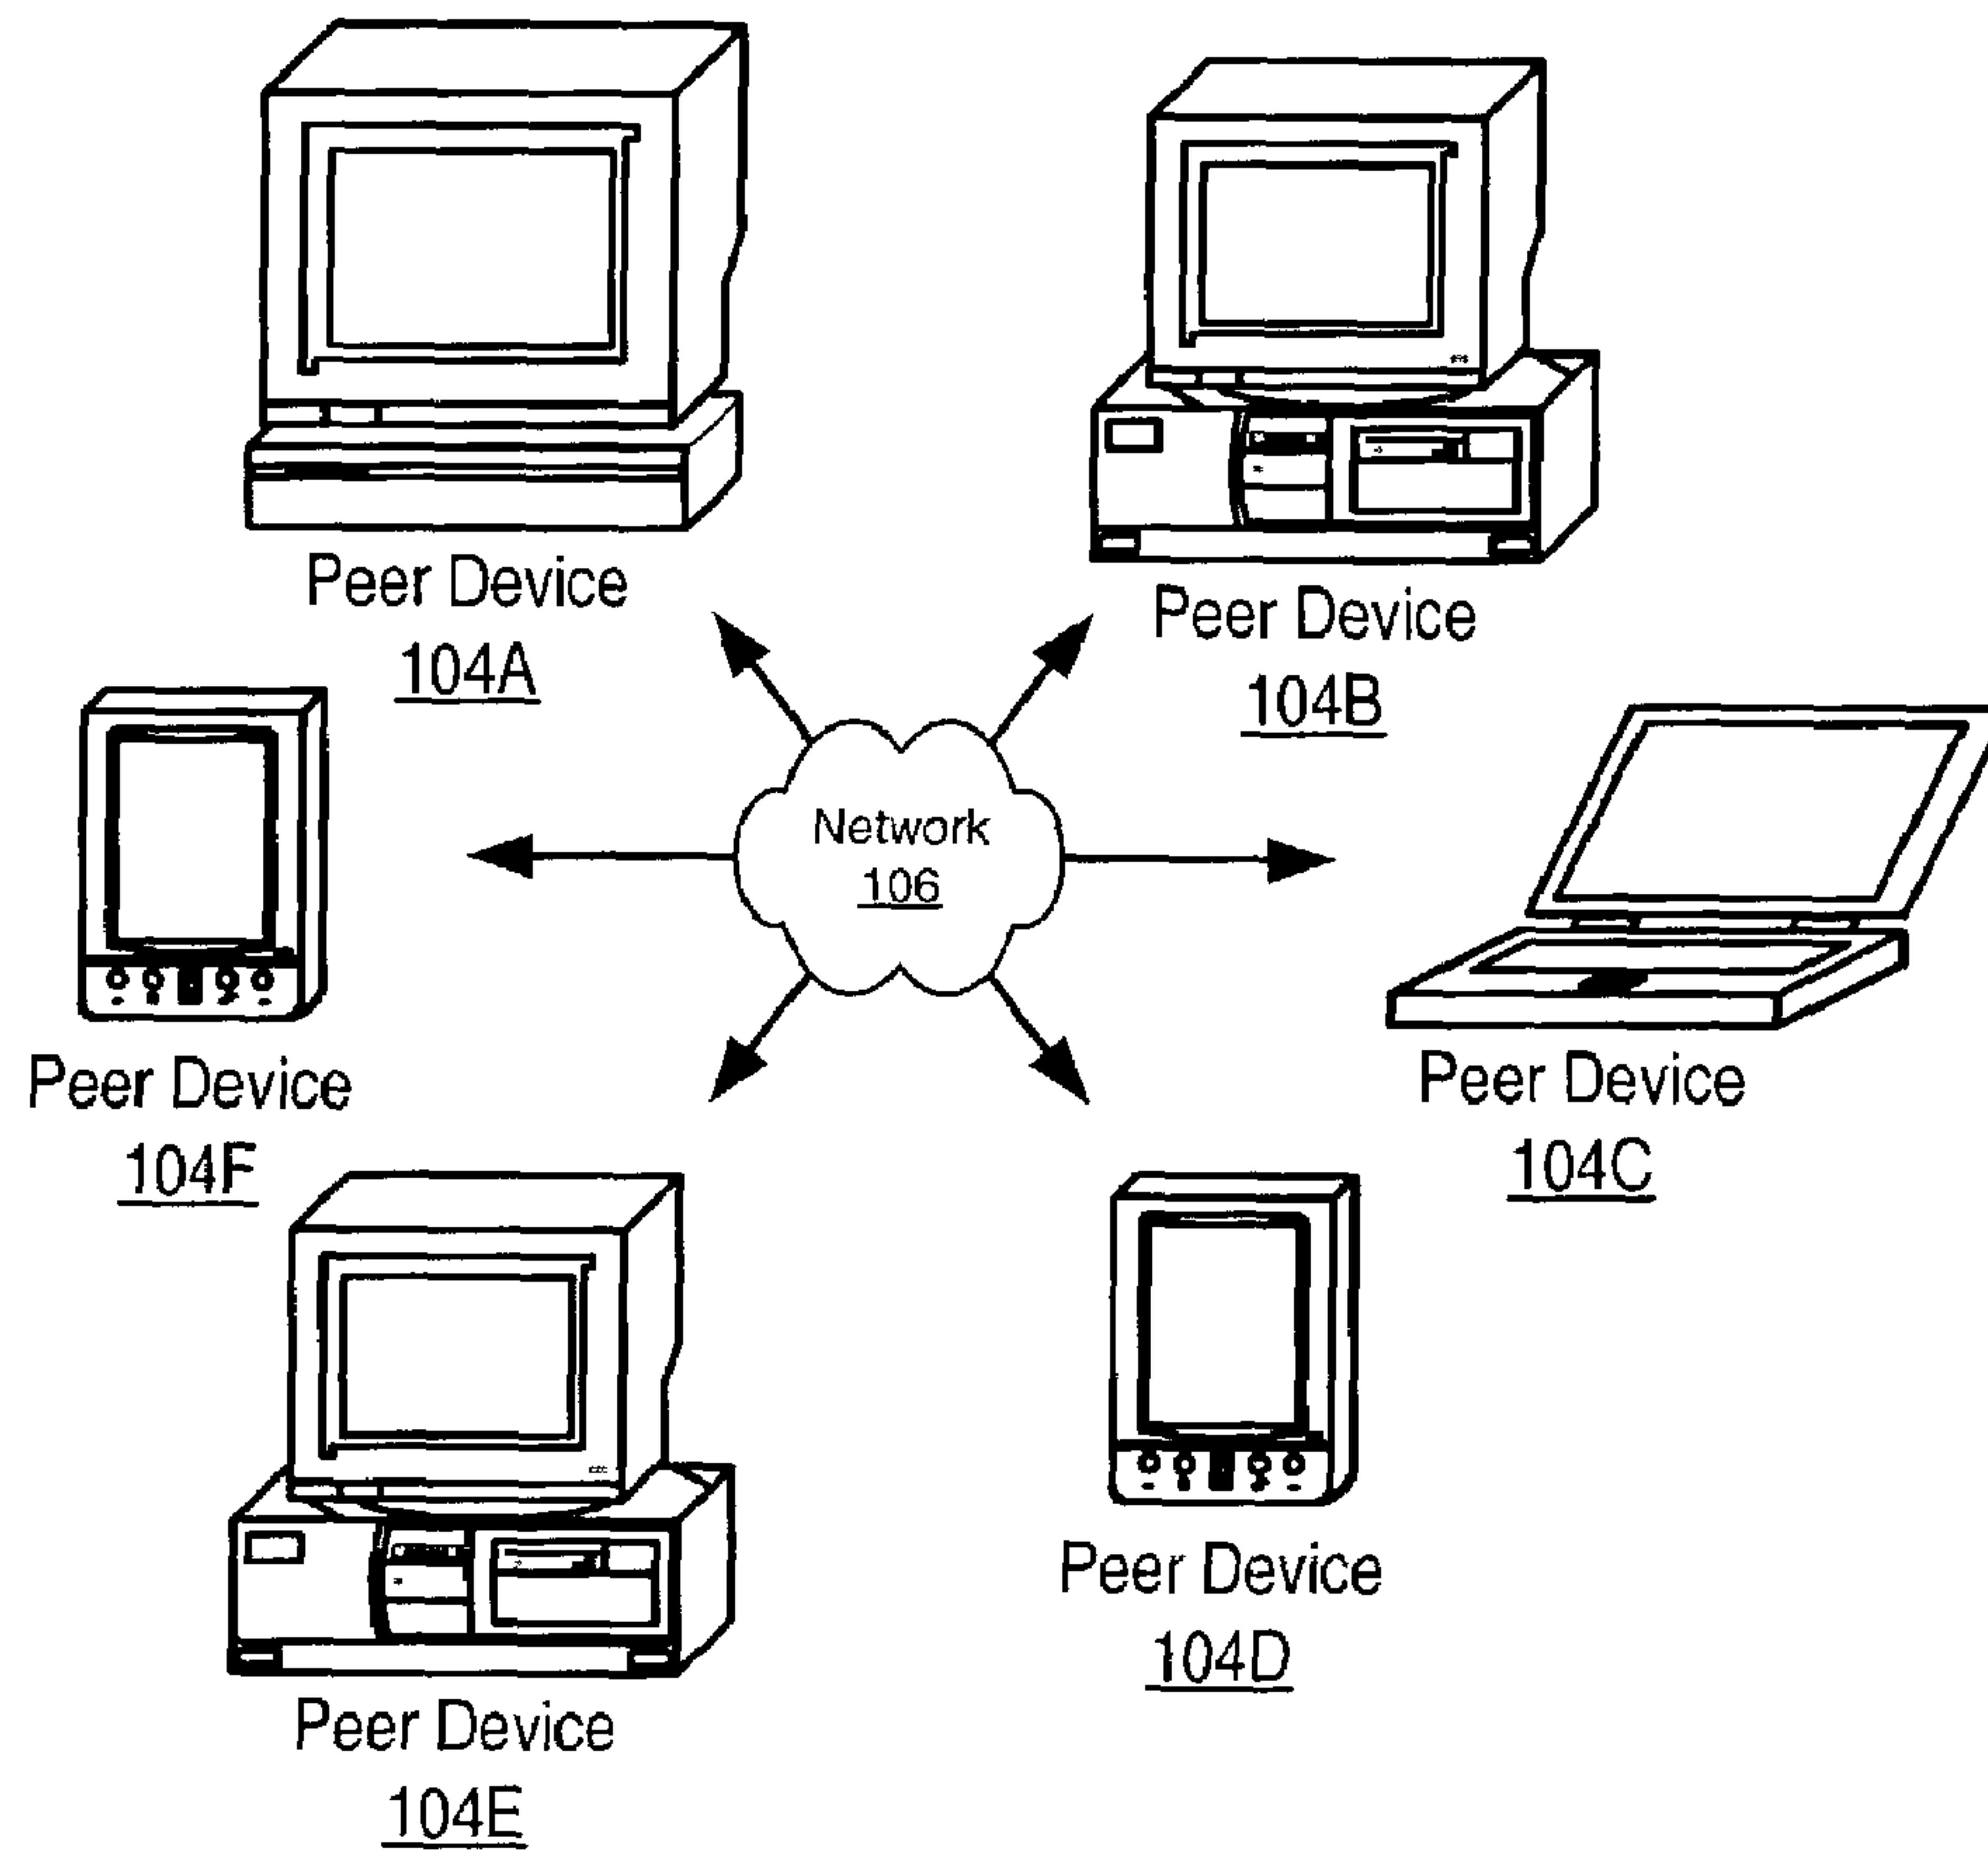 Peer Device
104A
Peer Device
104B
Network
106
Peer Device
104F
Peer Device
104C
Peer Device
104D
Peer Device
104E